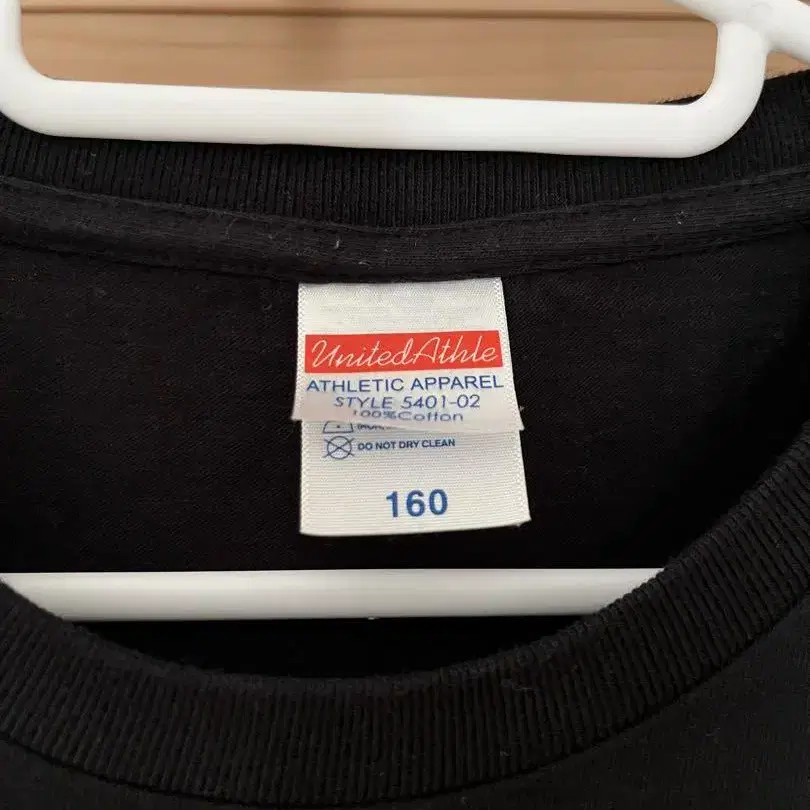 UnitedAthle
ATHLETIC APPAREL
STYLE 5401-02
100%Cotton
DO NOT DRY CLEAN
160